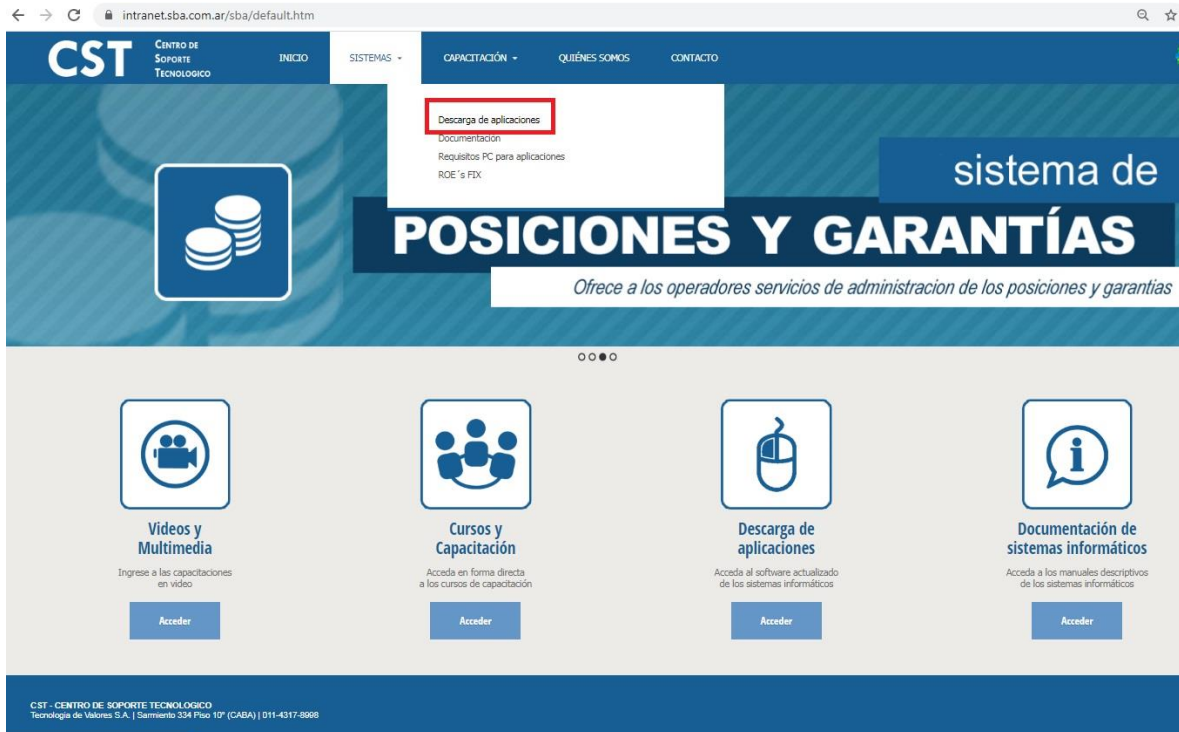 intranet.sba.com.ar/sba/default.htm
CST
CENTRO DE
SOPORTE
TECNOLOGICO
INICIO
SISTEMAS
CAPACITACIÓN
QUIÉNES SOMOS
CONTACTO
Descarga de aplicaciones
Documentación
Requisitos PC para aplicaciones
ROE´s FIX
sistema de
POSICIONES Y GARANTÍAS
Ofrece a los operadores servicios de administracion de los posiciones y garantias
Videos y
Multimedia
Ingrese a las capacitaciones
en video
Acceder
Cursos y
Capacitación
Acceda en forma directa
a los cursos de capacitación
Acceder
Descarga de
aplicaciones
Acceda al software actualizado
de los sistemas informáticos
Acceder
Documentación de
sistemas informáticos
Acceda a los manuales descriptivos
de los sistemas informáticos
Acceder
CST - CENTRO DE SOPORTE TECNOLOGICO
Tecnologia de Valores S.A. | Sarmiento 334 Piso 10° (CABA) | 011-4317-8998